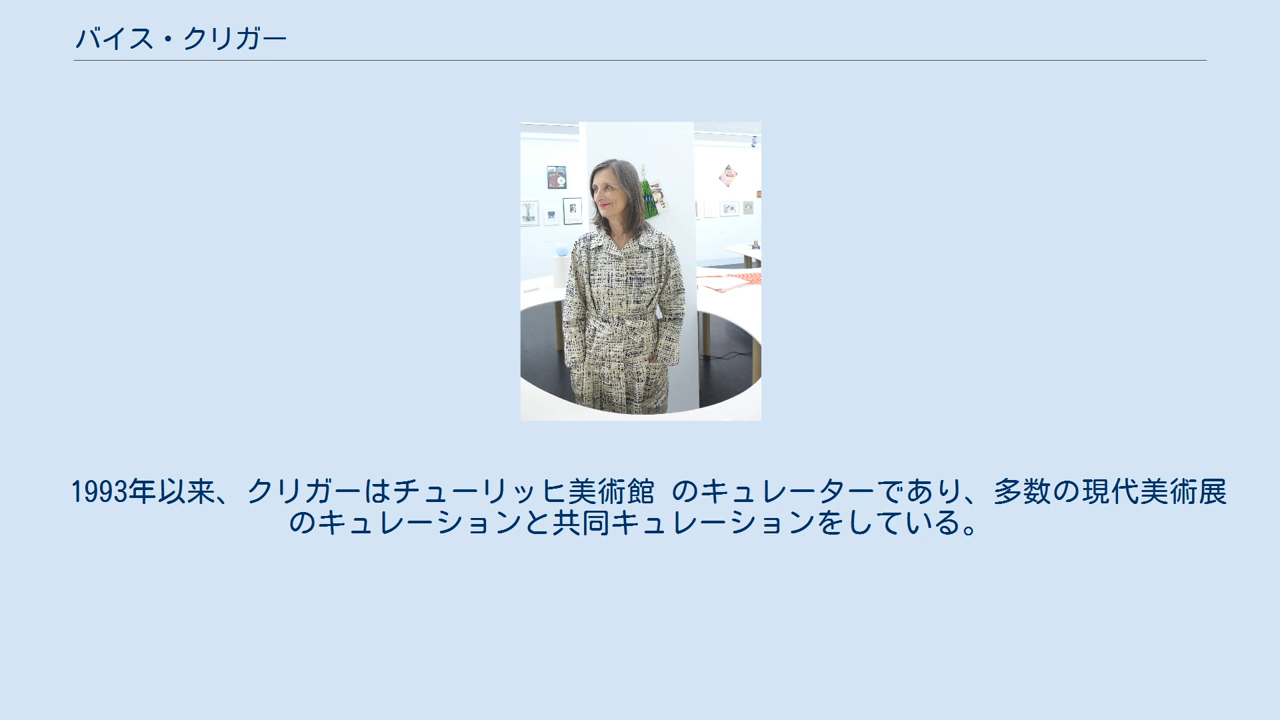 バイス・クリガー
1993年以来、クリガーはチューリッヒ美術館 のキュレーターであり、多数の現代美術展
のキュレーションと共同キュレーションをしている。